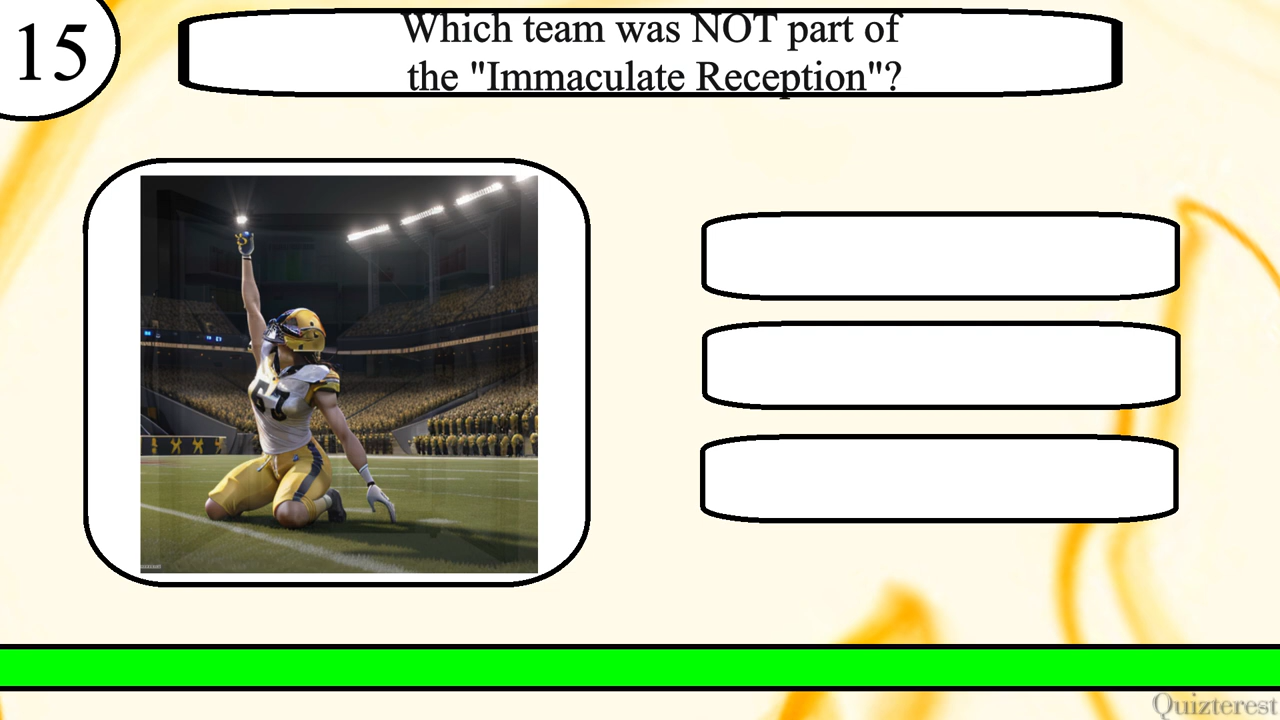 15
Which team was NOT part of
the "Immaculate Reception"?
Quizterest